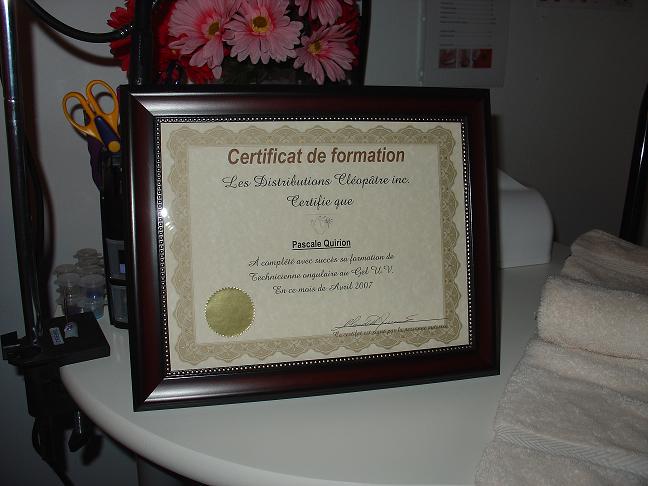 Certificat de formation
Les Distributions Cléopâtre inc.
Certifie que
Pascale Quirion
A complété avec succès sa formation de
Technicienne ongulaire au Gel U.V.
En ce mois de Avril 2007